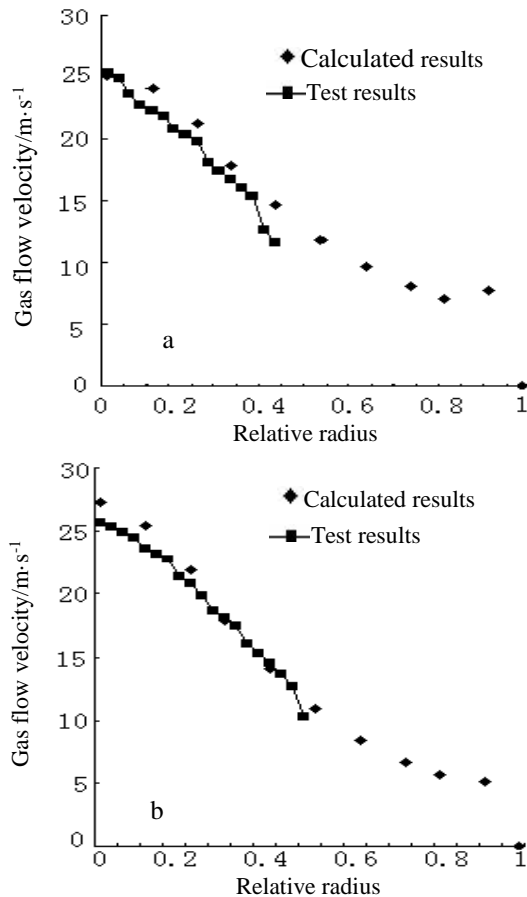 30
25
20
15
10
5
0
Gas flow velocity/m·s⁻¹
Calculated results
Test results
a
0 0.2 0.4 0.6 0.8 1
Relative radius
30
25
20
15
10
5
0
Gas flow velocity/m·s⁻¹
Calculated results
Test results
b
0 0.2 0.4 0.6 0.8 1
Relative radius